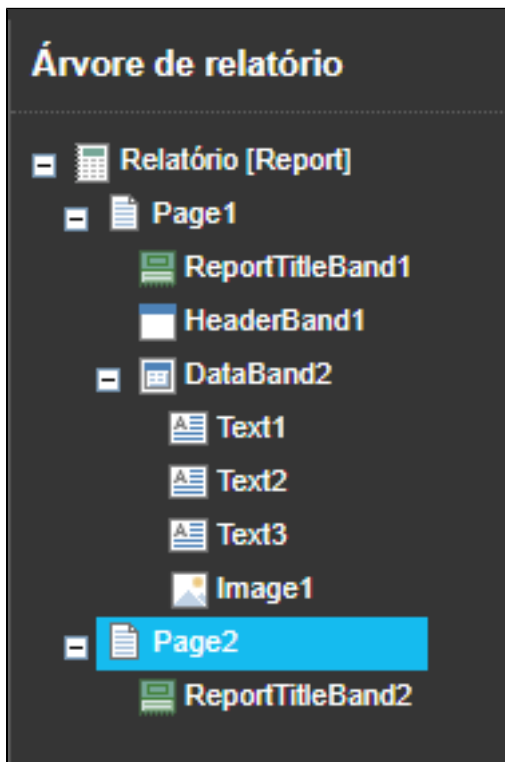 Árvore de relatório
Relatório [Report]
Page1
ReportTitleBand1
HeaderBand1
DataBand2
Text1
Text2
Text3
Image1
Page2
ReportTitleBand2